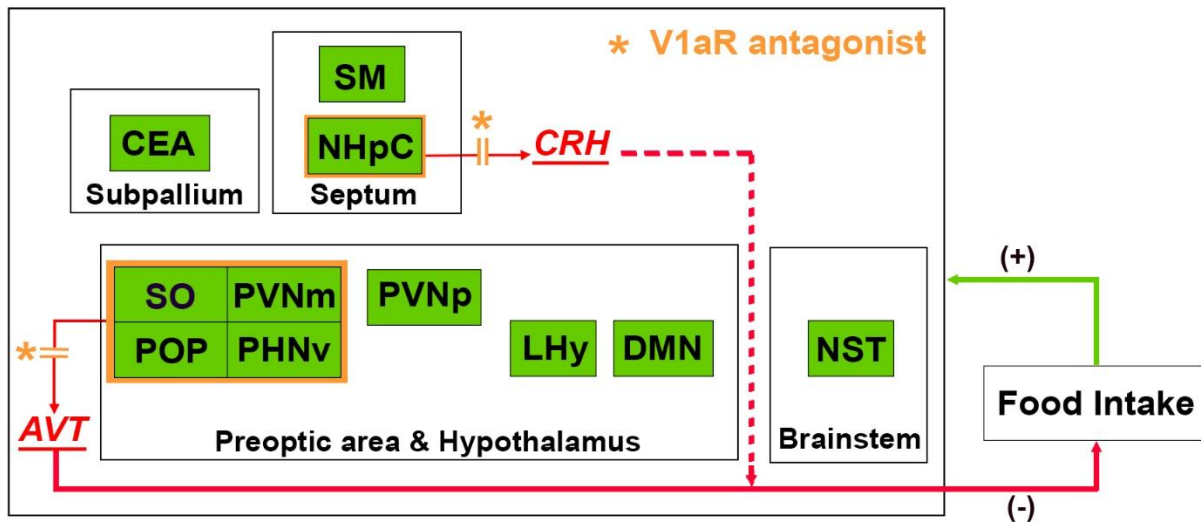 * V1aR antagonist
SM
CEA
NHpC
*
CRH
Subpallium
Septum
SO
PVNm
PVNp
POP
PHNv
LHy
DMN
NST
*
AVT
Preoptic area & Hypothalamus
Brainstem
(+)
Food Intake
(-)